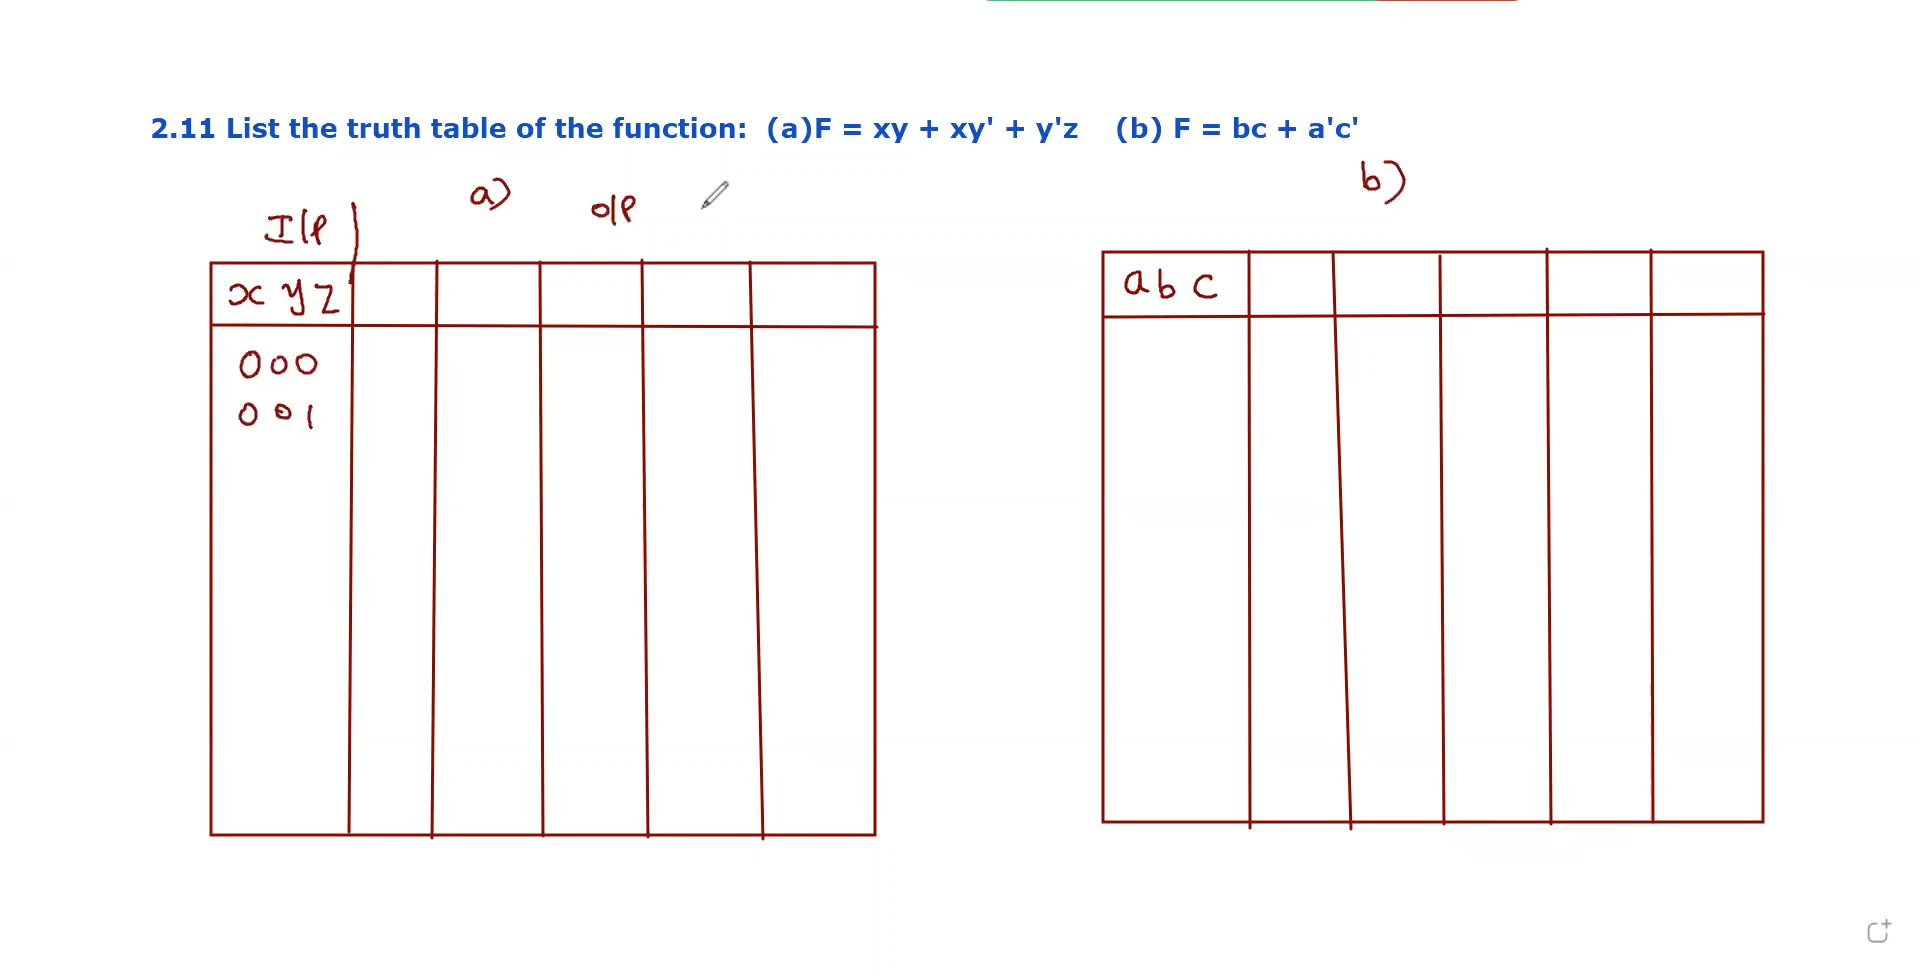 2.11 List the truth table of the function: (a)F = xy + xy' + y'z (b) F = bc + a'c'
a)
b)
I/P
o/P
x y z
a b c
0 0 0
0 0 1